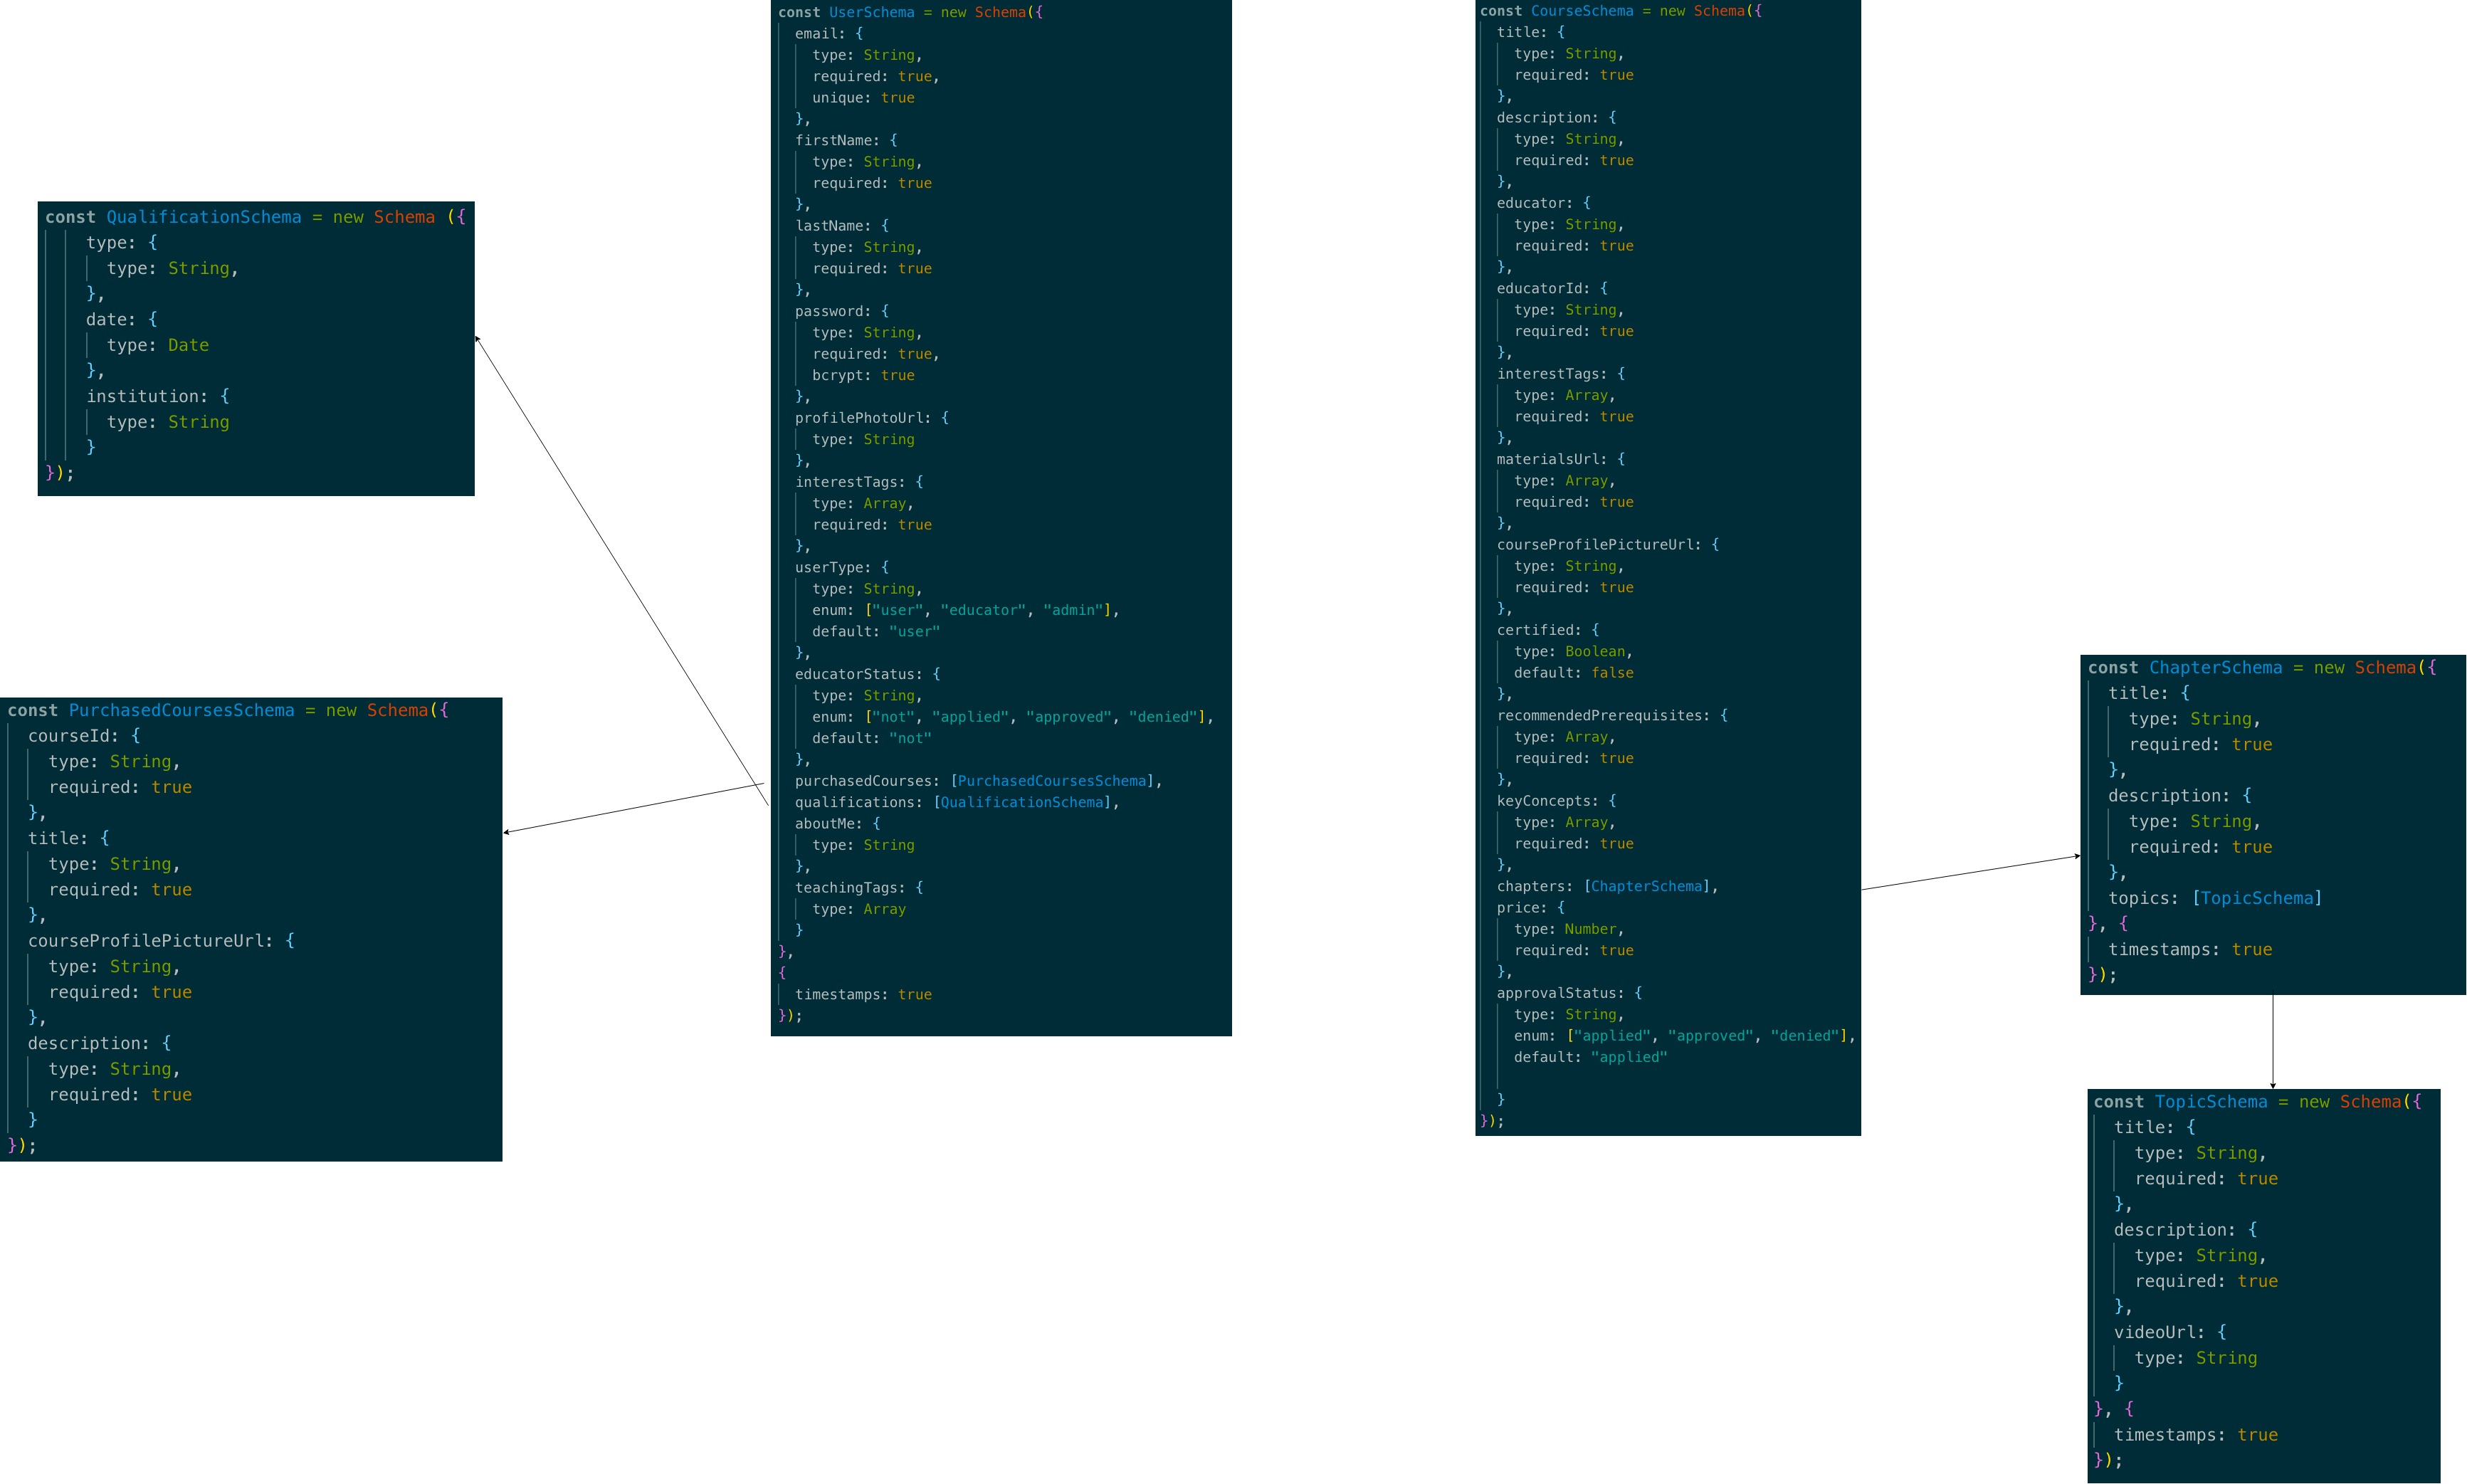 const QualificationSchema = new Schema ({
type: {
type: String,
},
date: {
type: Date
},
institution: {
type: String
}
});
const PurchasedCoursesSchema = new Schema({
courseId: {
type: String,
required: true
},
title: {
type: String,
required: true
},
courseProfilePictureUrl: {
type: String,
required: true
},
description: {
type: String,
required: true
}
});
const UserSchema = new Schema({
email: {
type: String,
required: true,
unique: true
},
firstName: {
type: String,
required: true
},
lastName: {
type: String,
required: true
},
password: {
type: String,
required: true,
bcrypt: true
},
profilePhotoUrl: {
type: String
},
interestTags: {
type: Array,
required: true
},
userType: {
type: String,
enum: ["user", "educator", "admin"],
default: "user"
},
educatorStatus: {
type: String,
enum: ["not", "applied", "approved", "denied"],
default: "not"
},
purchasedCourses: [PurchasedCoursesSchema],
qualifications: [QualificationSchema],
aboutMe: {
type: String
},
teachingTags: {
type: Array
}
},
{
timestamps: true
});
const CourseSchema = new Schema({
title: {
type: String,
required: true
},
description: {
type: String,
required: true
},
educator: {
type: String,
required: true
},
educatorId: {
type: String,
required: true
},
interestTags: {
type: Array,
required: true
},
materialsUrl: {
type: Array,
required: true
},
courseProfilePictureUrl: {
type: String,
required: true
},
certified: {
type: Boolean,
default: false
},
recommendedPrerequisites: {
type: Array,
required: true
},
keyConcepts: {
type: Array,
required: true
},
chapters: [ChapterSchema],
price: {
type: Number,
required: true
},
approvalStatus: {
type: String,
enum: ["applied", "approved", "denied"],
default: "applied"
}
});
const ChapterSchema = new Schema({
title: {
type: String,
required: true
},
description: {
type: String,
required: true
},
topics: [TopicSchema]
}, {
timestamps: true
});
const TopicSchema = new Schema({
title: {
type: String,
required: true
},
description: {
type: String,
required: true
},
videoUrl: {
type: String
}
}, {
timestamps: true
});